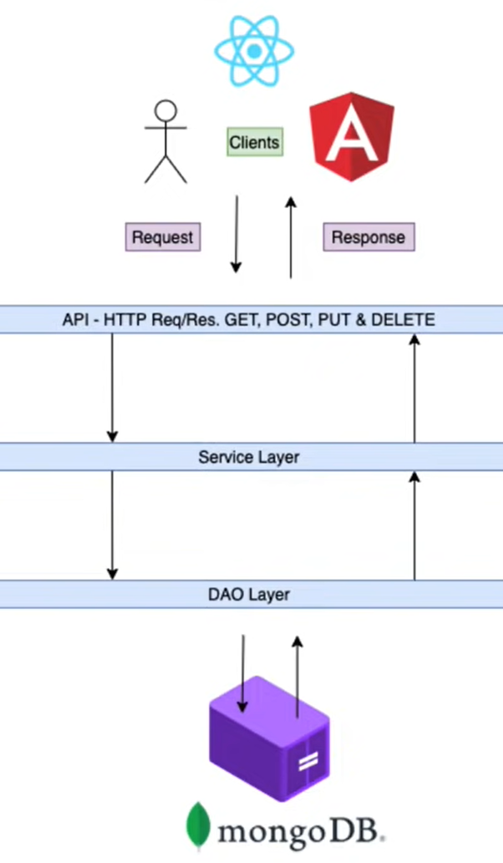 Clients
Request
Response
API - HTTP Req/Res. GET, POST, PUT & DELETE
Service Layer
DAO Layer
mongoDB®